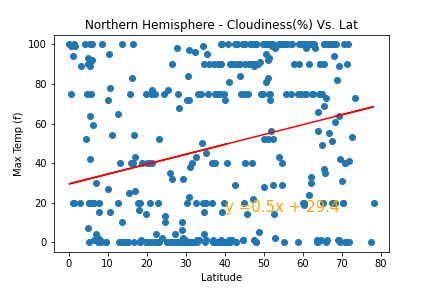 Northern Hemisphere - Cloudiness(%) Vs. Lat
Max Temp (f)
100
80
60
40
20
0
y =0.5x + 29.4
0 10 20 30 40 50 60 70 80
Latitude